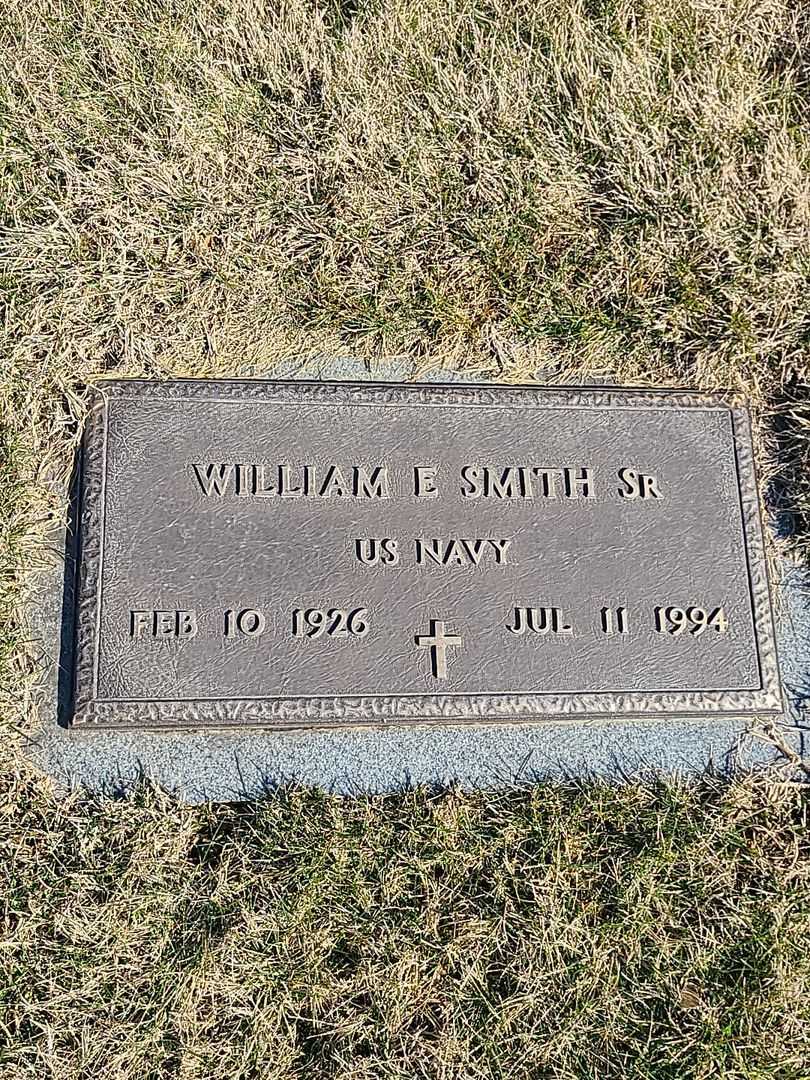 WILLIAM E SMITH SR
US NAVY
FEB 10 1926 JUL 11 1994